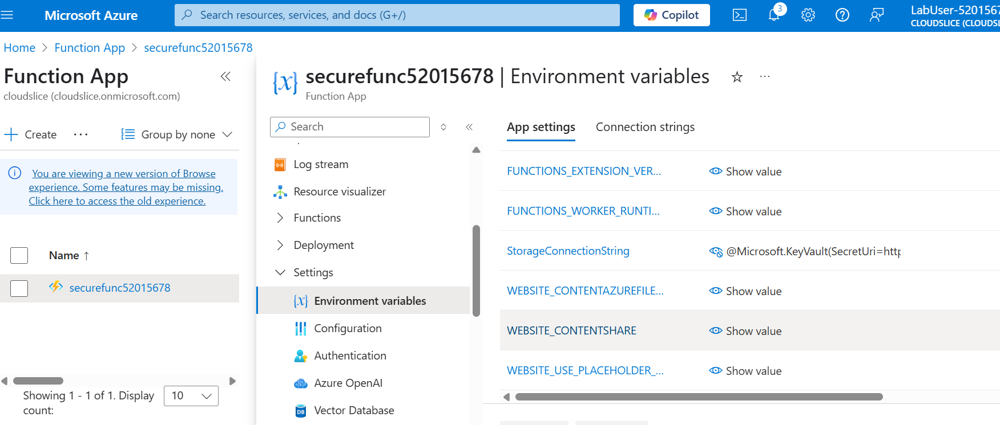 Microsoft Azure
Search resources, services, and docs (G+/)
Copilot
3
LabUser-5201567
CLOUDSLICE (CLOUDSL
Home > Function App > securefunc52015678
Function App
cloudslice (cloudslice.onmicrosoft.com)
Create
Group by none
You are viewing a new version of Browse
experience. Some features may be missing.
Click here to access the old experience.
Name ↑
securefunc52015678
Showing 1 - 1 of 1. Display
count:
10
securefunc52015678 | Environment variables
Function App
Search
Log stream
Resource visualizer
Functions
Deployment
Settings
Environment variables
Configuration
Authentication
Azure OpenAI
Vector Database
App settings
Connection strings
FUNCTIONS_EXTENSION_VER... Show value
FUNCTIONS_WORKER_RUNTI... Show value
StorageConnectionString @Microsoft.KeyVault(SecretUri=http
WEBSITE_CONTENTAZUREFILE... Show value
WEBSITE_CONTENTSHARE Show value
WEBSITE_USE_PLACEHOLDER_... Show value